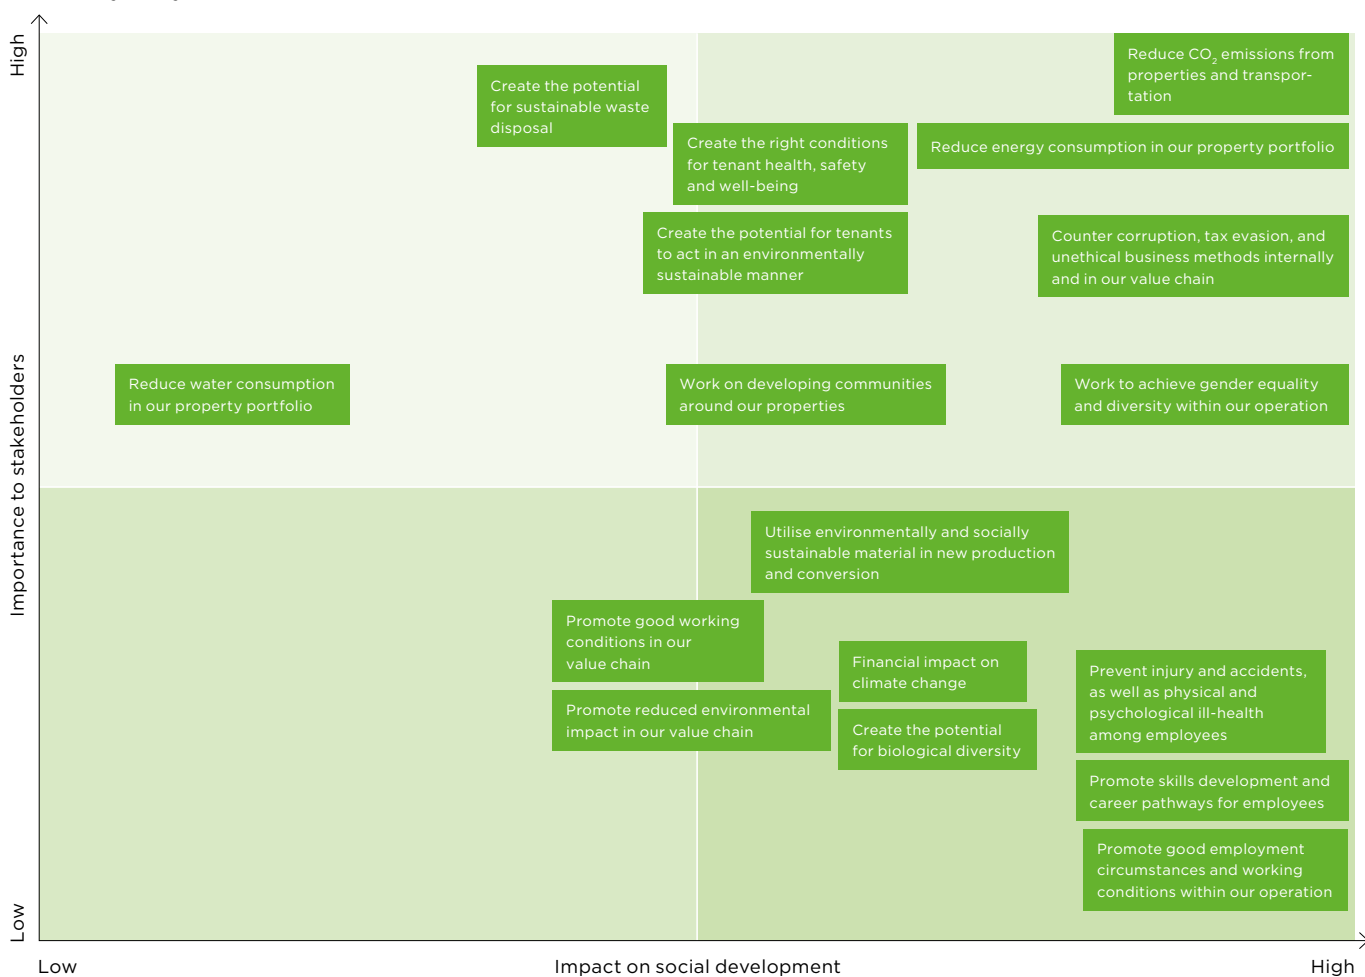 High
Importance to stakeholders
Low
Create the potential
for sustainable waste
disposal
Reduce CO₂ emissions from
properties and transpor-
tation
Create the right conditions
for tenant health, safety
and well-being
Reduce energy consumption in our property portfolio
Create the potential for tenants
to act in an environmentally
sustainable manner
Counter corruption, tax evasion, and
unethical business methods internally
and in our value chain
Reduce water consumption
in our property portfolio
Work on developing communities
around our properties
Work to achieve gender equality
and diversity within our operation
Utilise environmentally and socially
sustainable material in new production
and conversion
Promote good working
conditions in our
value chain
Financial impact on
climate change
Prevent injury and accidents,
as well as physical and
psychological ill-health
among employees
Promote reduced environmental
impact in our value chain
Create the potential
for biological diversity
Promote skills development and
career pathways for employees
Promote good employment
circumstances and working
conditions within our operation
Low
Impact on social development
High